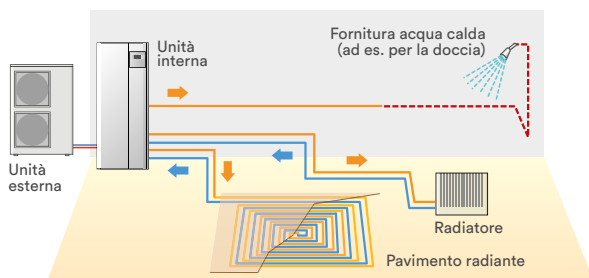 Unità
interna
Fornitura acqua calda
(ad es. per la doccia)
Unità
esterna
Radiatore
Pavimento radiante